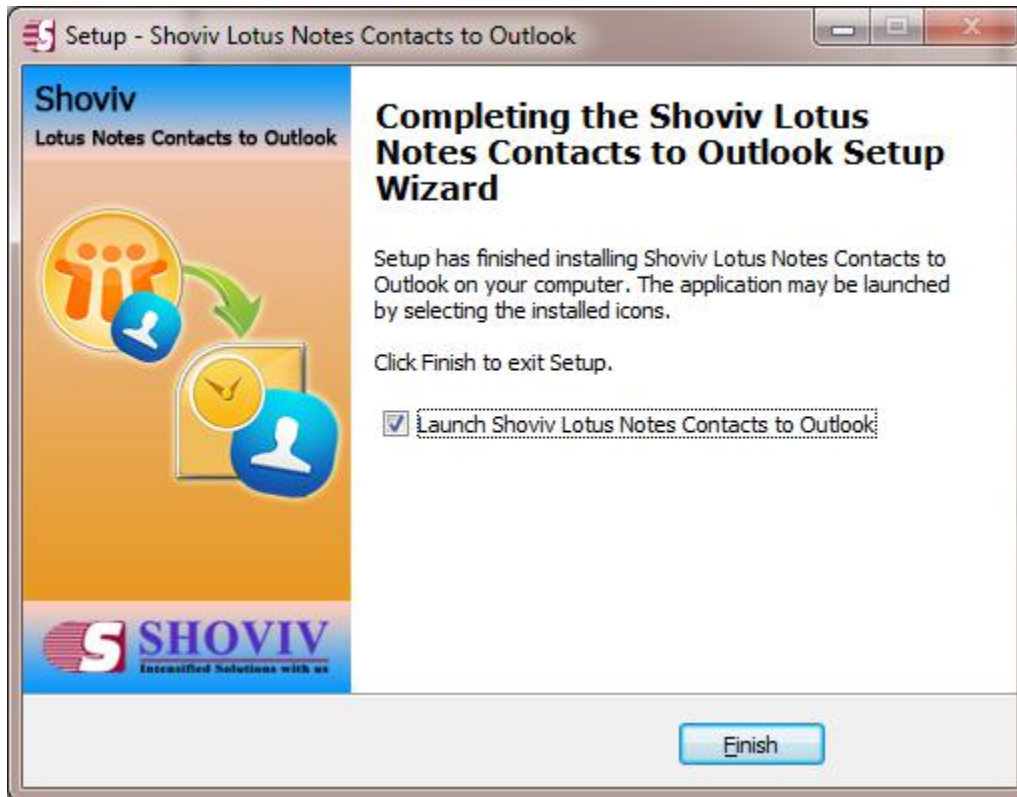 Setup - Shoviv Lotus Notes Contacts to Outlook
Shoviv
Lotus Notes Contacts to Outlook
Completing the Shoviv Lotus
Notes Contacts to Outlook Setup
Wizard
Setup has finished installing Shoviv Lotus Notes Contacts to
Outlook on your computer. The application may be launched
by selecting the installed icons.
Click Finish to exit Setup.
Launch Shoviv Lotus Notes Contacts to Outlook
S SHOVIV
Intensified Solutions with us
Finish